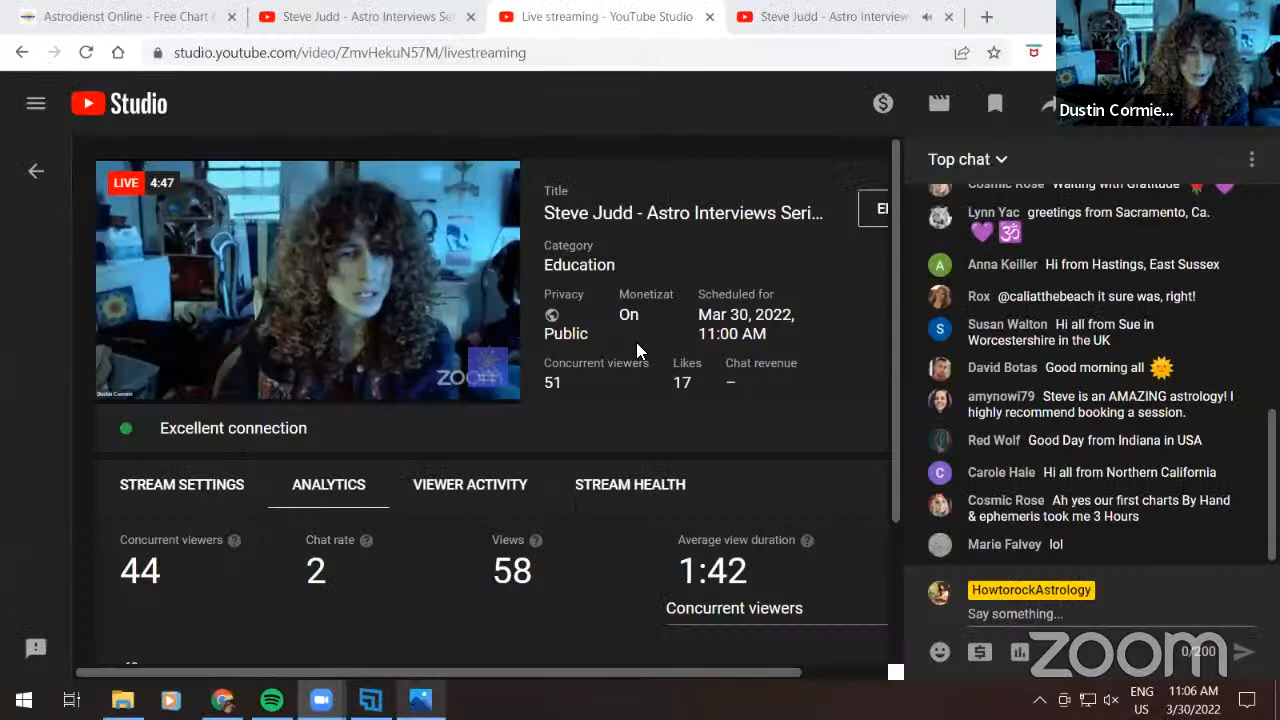 Astrodienst Online - Free Chart
Steve Judd - Astro Interviews Se
Live streaming - YouTube Studio
Steve Judd - Astro Interview
studio.youtube.com/video/ZmvHekuN57M/livestreaming
Studio
Dustin Cormie...
LIVE 4:47
zoom
Dustin Cormier
Title
Steve Judd - Astro Interviews Seri...
Category
Education
Privacy
Public
Monetizat
On
Scheduled for
Mar 30, 2022,
11:00 AM
Concurrent viewers
51
Likes
17
Chat revenue
–
Excellent connection
STREAM SETTINGS
ANALYTICS
VIEWER ACTIVITY
STREAM HEALTH
Concurrent viewers
44
Chat rate
2
Views
58
Average view duration
1:42
Concurrent viewers
Top chat
Cosmic Rose Waiting with Gratitude
Lynn Yac greetings from Sacramento, Ca.
A
Anna Keiller Hi from Hastings, East Sussex
Rox @caliatthebeach it sure was, right!
S
Susan Walton Hi all from Sue in
Worcestershire in the UK
David Botas Good morning all
amynowi79 Steve is an AMAZING astrology! I
highly recommend booking a session.
Red Wolf Good Day from Indiana in USA
C
Carole Hale Hi all from Northern California
Cosmic Rose Ah yes our first charts By Hand
& ephemeris took me 3 Hours
Marie Falvey lol
HowtorockAstrology
Say something...
0/200
zoom
ENG
US
11:06 AM
3/30/2022